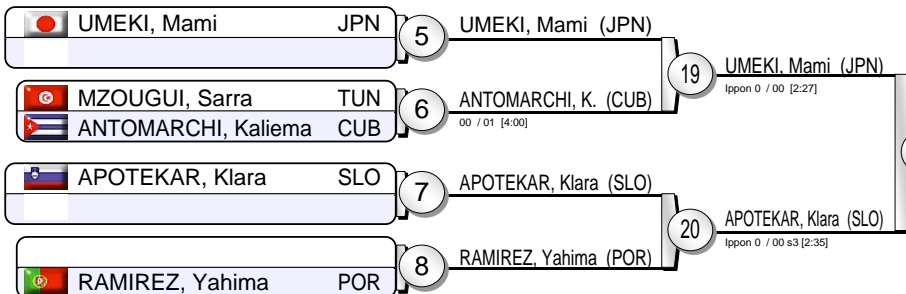 UMEKI, Mami JPN
5
UMEKI, Mami (JPN)
MZOUGUI, Sarra TUN
ANTOMARCHI, Kaliema CUB
6
ANTOMARCHI, K. (CUB)
00 / 01 [4:00]
19
UMEKI, Mami (JPN)
Ippon 0 / 00 [2:27]
APOTEKAR, Klara SLO
7
APOTEKAR, Klara (SLO)
RAMIREZ, Yahima POR
8
RAMIREZ, Yahima (POR)
20
APOTEKAR, Klara (SLO)
Ippon 0 / 00 s3 [2:35]